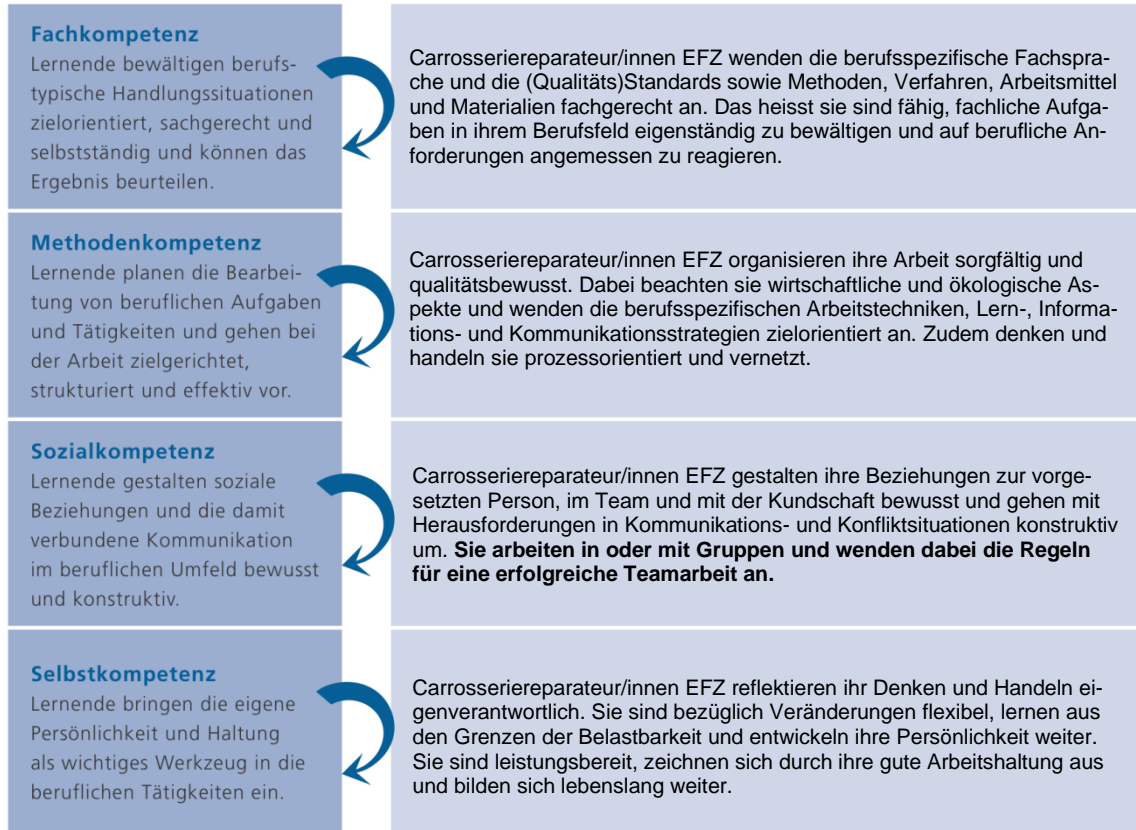 Fachkompetenz
Lernende bewältigen berufs-
typische Handlungssituationen
zielorientiert, sachgerecht und
selbstständig und können das
Ergebnis beurteilen.
Carrosseriereparateur/innen EFZ wenden die berufsspezifische Fachspra-
che und die (Qualitäts)Standards sowie Methoden, Verfahren, Arbeitsmittel
und Materialien fachgerecht an. Das heisst sie sind fähig, fachliche Aufga-
ben in ihrem Berufsfeld eigenständig zu bewältigen und auf berufliche An-
forderungen angemessen zu reagieren.
Methodenkompetenz
Lernende planen die Bearbei-
tung von beruflichen Aufgaben
und Tätigkeiten und gehen bei
der Arbeit zielgerichtet,
strukturiert und effektiv vor.
Carrosseriereparateur/innen EFZ organisieren ihre Arbeit sorgfältig und
qualitätsbewusst. Dabei beachten sie wirtschaftliche und ökologische As-
pekte und wenden die berufsspezifischen Arbeitstechniken, Lern-, Informa-
tions- und Kommunikationsstrategien zielorientiert an. Zudem denken und
handeln sie prozessorientiert und vernetzt.
Sozialkompetenz
Lernende gestalten soziale
Beziehungen und die damit
verbundene Kommunikation
im beruflichen Umfeld bewusst
und konstruktiv.
Carrosseriereparateur/innen EFZ gestalten ihre Beziehungen zur vorge-
setzten Person, im Team und mit der Kundschaft bewusst und gehen mit
Herausforderungen in Kommunikations- und Konfliktsituationen konstruktiv
um. Sie arbeiten in oder mit Gruppen und wenden dabei die Regeln
für eine erfolgreiche Teamarbeit an.
Selbstkompetenz
Lernende bringen die eigene
Persönlichkeit und Haltung
als wichtiges Werkzeug in die
beruflichen Tätigkeiten ein.
Carrosseriereparateur/innen EFZ reflektieren ihr Denken und Handeln ei-
genverantwortlich. Sie sind bezüglich Veränderungen flexibel, lernen aus
den Grenzen der Belastbarkeit und entwickeln ihre Persönlichkeit weiter.
Sie sind leistungsbereit, zeichnen sich durch ihre gute Arbeitshaltung aus
und bilden sich lebenslang weiter.